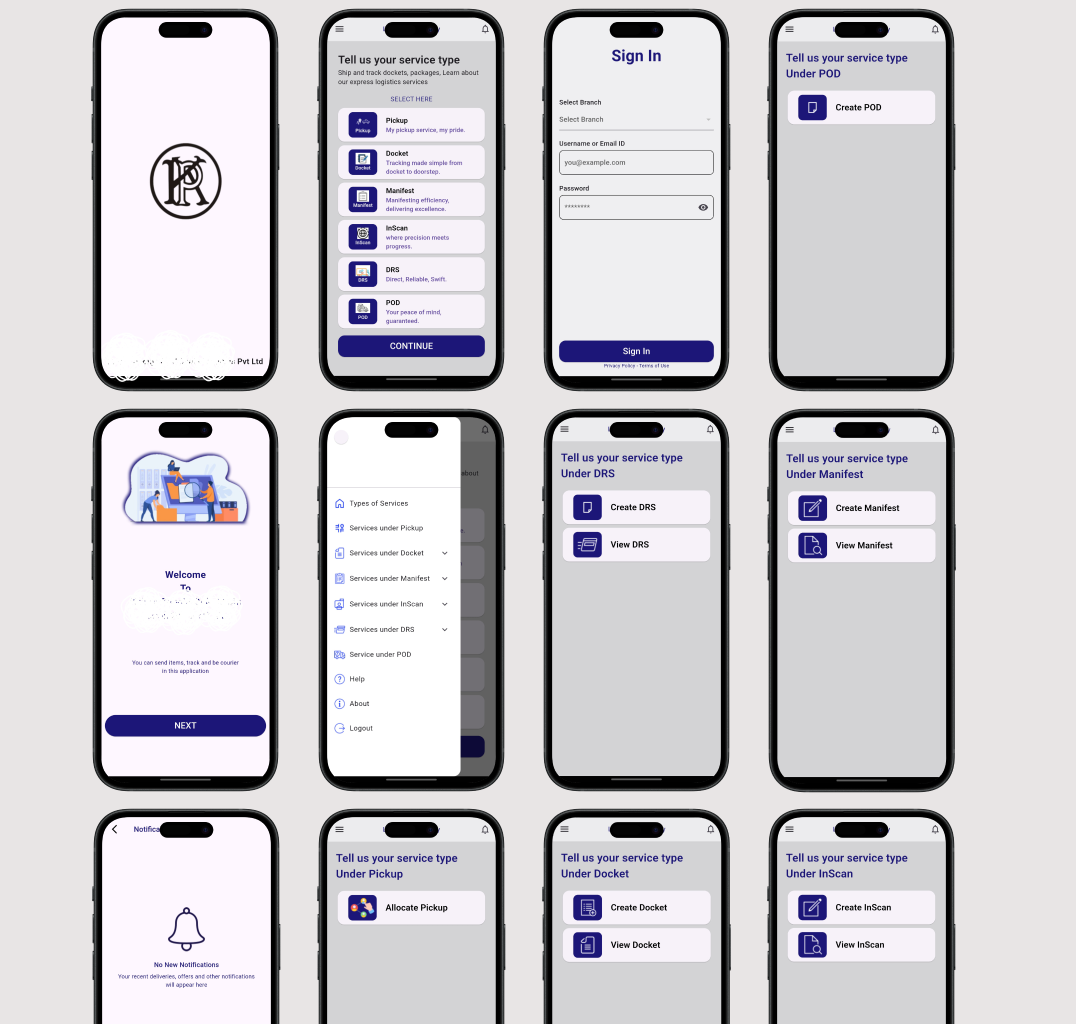 Pvt Ltd
Tell us your service type
Ship and track dockets, packages, Learn about
our express logistics services
SELECT HERE
Pickup
Pickup
My pickup service, my pride.
Docket
Docket
Tracking made simple from
docket to doorstep.
Manifest
Manifest
Manifesting efficiency,
delivering excellence.
InScan
InScan
where precision meets
progress.
DRS
DRS
Direct, Reliable, Swift.
POD
POD
Your peace of mind,
guaranteed.
CONTINUE
Sign In
Select Branch
Select Branch
Username or Email ID
you@example.com
Password
********
Sign In
Privacy Policy · Terms of Use
Tell us your service type
Under POD
Create POD
Welcome
To
You can send items, track and be courier
in this application
NEXT
about
Types of Services
Services under Pickup
Services under Docket
Services under Manifest
Services under InScan
Services under DRS
Service under POD
Help
About
Logout
Tell us your service type
Under DRS
Create DRS
View DRS
Tell us your service type
Under Manifest
Create Manifest
View Manifest
Notifica
No New Notifications
Your recent deliveries, offers and other notifications
will appear here
Tell us your service type
Under Pickup
Allocate Pickup
Tell us your service type
Under Docket
Create Docket
View Docket
Tell us your service type
Under InScan
Create InScan
View InScan